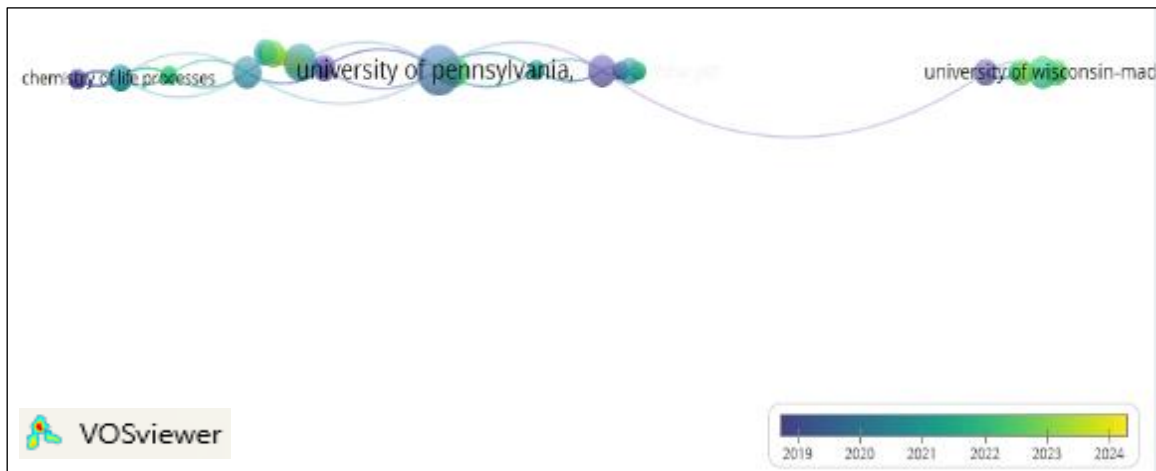 chemistry of life processes
university of pennsylvania,
university of wisconsin-mad
VOSviewer
2019 2020 2021 2022 2023 2024